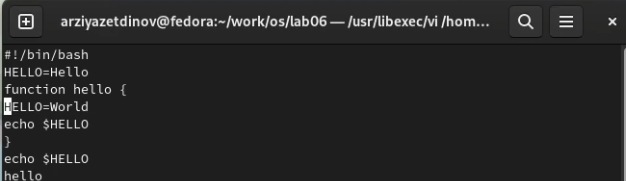 arziyazetdinov@fedora:~/work/os/lab06 — /usr/libexec/vi /hom...
#!/bin/bash
HELLO=Hello
function hello {
HELLO=World
echo $HELLO
}
echo $HELLO
hello